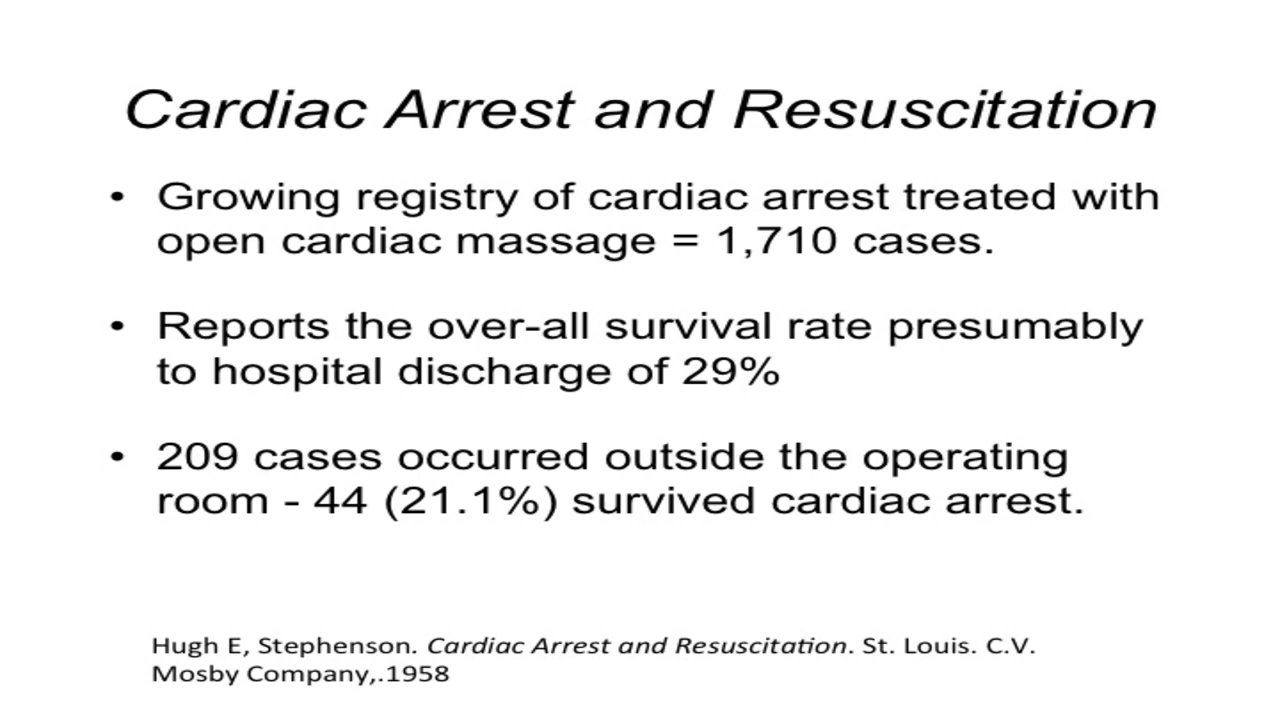 Cardiac Arrest and Resuscitation
• Growing registry of cardiac arrest treated with
open cardiac massage = 1,710 cases.
• Reports the over-all survival rate presumably
to hospital discharge of 29%
• 209 cases occurred outside the operating
room - 44 (21.1%) survived cardiac arrest.
Hugh E, Stephenson. Cardiac Arrest and Resuscitation. St. Louis. C.V.
Mosby Company,.1958